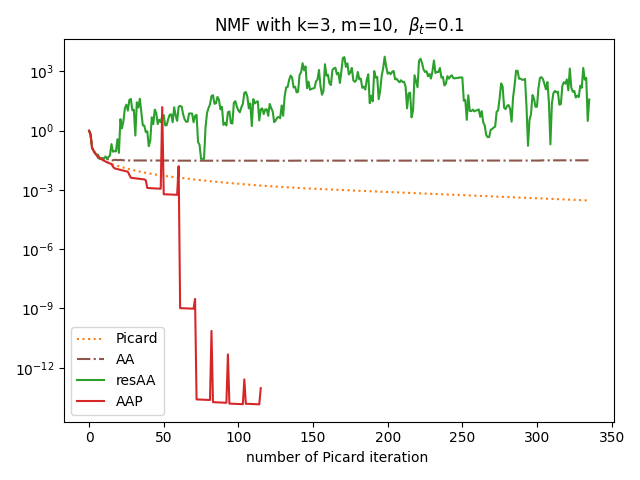 NMF with k=3, m=10, $\beta_t$=0.1
10^3
10^0
10^{-3}
10^{-6}
10^{-9}
10^{-12}
Picard
AA
resAA
AAP
0 50 100 150 200 250 300 350
number of Picard iteration